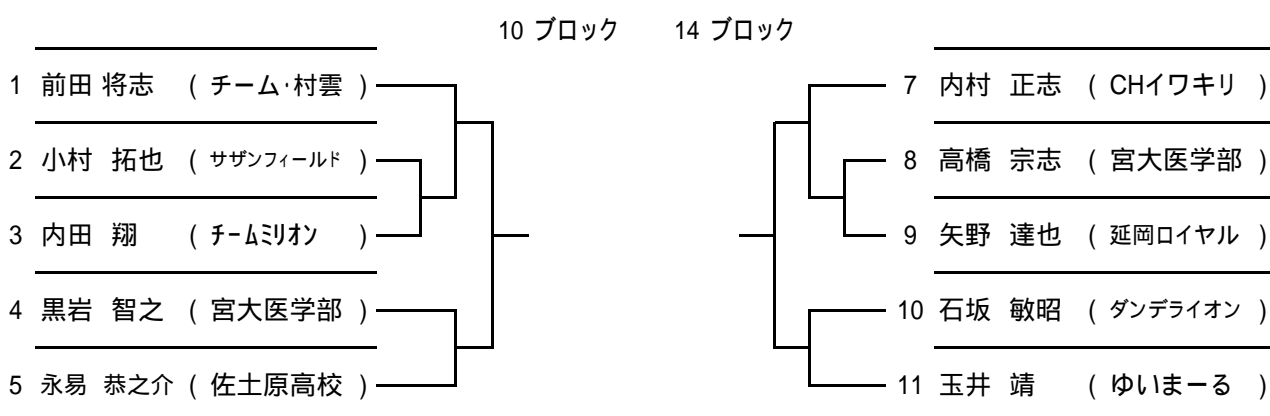 10 ブロック 14 ブロック
1 前田 将志 ( チーム・村雲 )
2 小村 拓也 ( サザンフィールド )
3 内田 翔 ( チームミリオン )
4 黒岩 智之 ( 宮大医学部 )
5 永易 恭之介 ( 佐土原高校 )
7 内村 正志 ( CHイワキリ )
8 高橋 宗志 ( 宮大医学部 )
9 矢野 達也 ( 延岡ロイヤル )
10 石坂 敏昭 ( ダンデライオン )
11 玉井 靖 ( ゆいまーる )